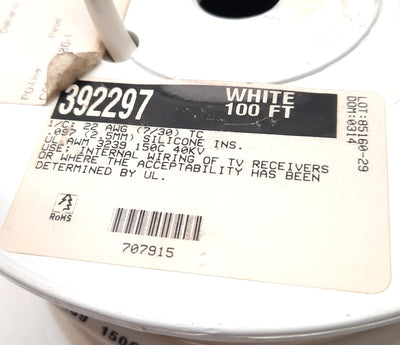 392297
WHITE
100 FT
LOT:85160-29
DOM:0314
1/C 22 AWG (7/30) TC
.097 (2.5MM) SILICONE INS.
UL AWM 3239 150C 40KV
USE: INTERNAL WIRING OF TV RECEIVERS
OR WHERE THE ACCEPTABILITY HAS BEEN
DETERMINED BY UL.
RoHS
707915
150C